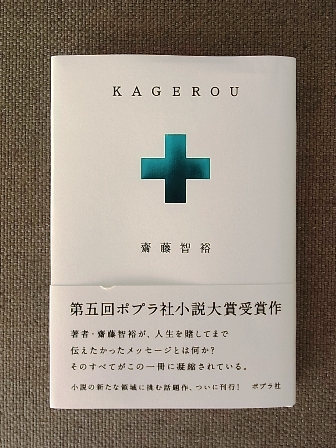 KAGEROU
齋藤智裕
第五回ポプラ社小説大賞受賞作
著者・齋藤智裕が、人生を賭してまで
伝えたかったメッセージとは何か？
そのすべてがこの一冊に凝縮されている。
小説の新たな領域に挑む話題作、ついに刊行！ ポプラ社